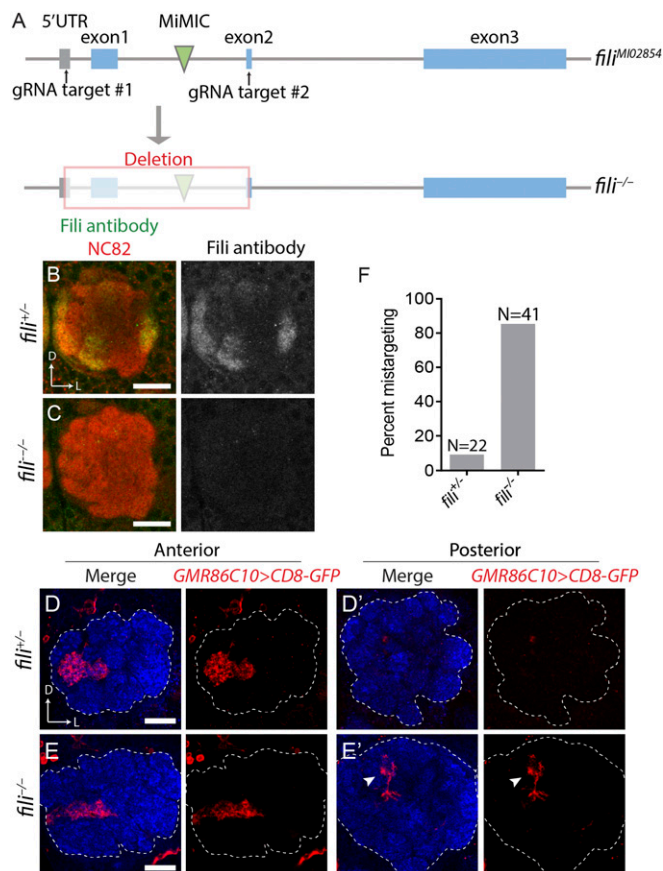 A
5'UTR
exon1
MiMIC
exon2
exon3
fili^MI02854
gRNA target #1
gRNA target #2
Deletion
fili^–/–
Fili antibody
NC82
Fili antibody
B
fili^+/-
D
L
C
fili^--/-
F
Percent mistargeting
100
80
60
40
20
0
N=22
N=41
fili^+/-
fili^-/-
Anterior
Posterior
Merge
GMR86C10>CD8-GFP
Merge
GMR86C10>CD8-GFP
D
D'
fili^+/-
D
L
E
E'
fili^-/-